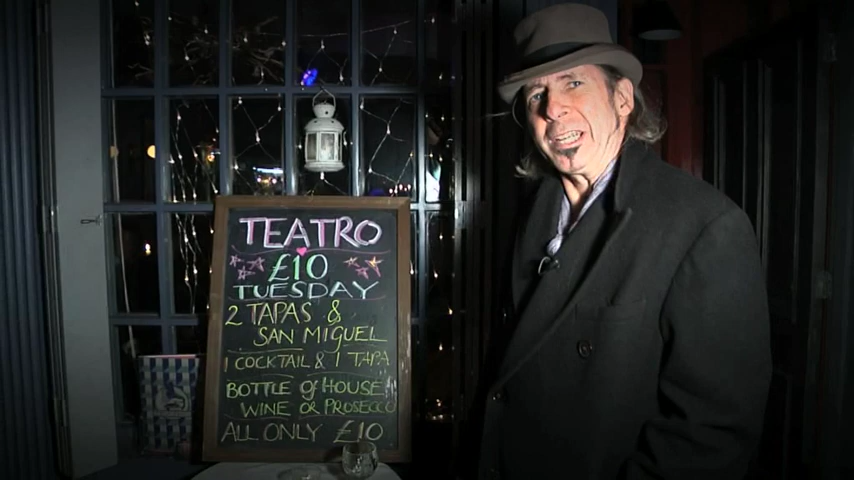 TEATRO
£10
TUESDAY
2 TAPAS &
SAN MIGUEL
1 COCKTAIL & 1 TAPA
BOTTLE of HOUSE
WINE OR PROSECCO
ALL ONLY £10